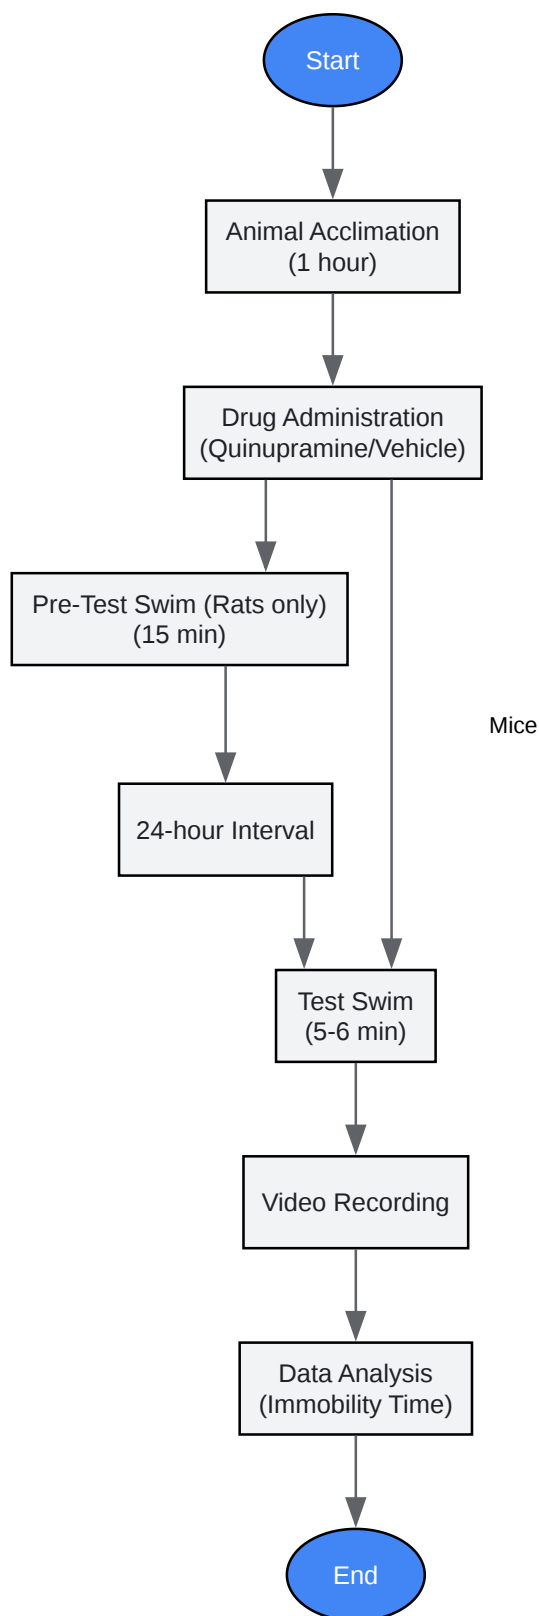 Start
Animal Acclimation
(1 hour)
Drug Administration
(Quinupramine/Vehicle)
Pre-Test Swim (Rats only)
(15 min)
Mice
24-hour Interval
Test Swim
(5-6 min)
Video Recording
Data Analysis
(Immobility Time)
End